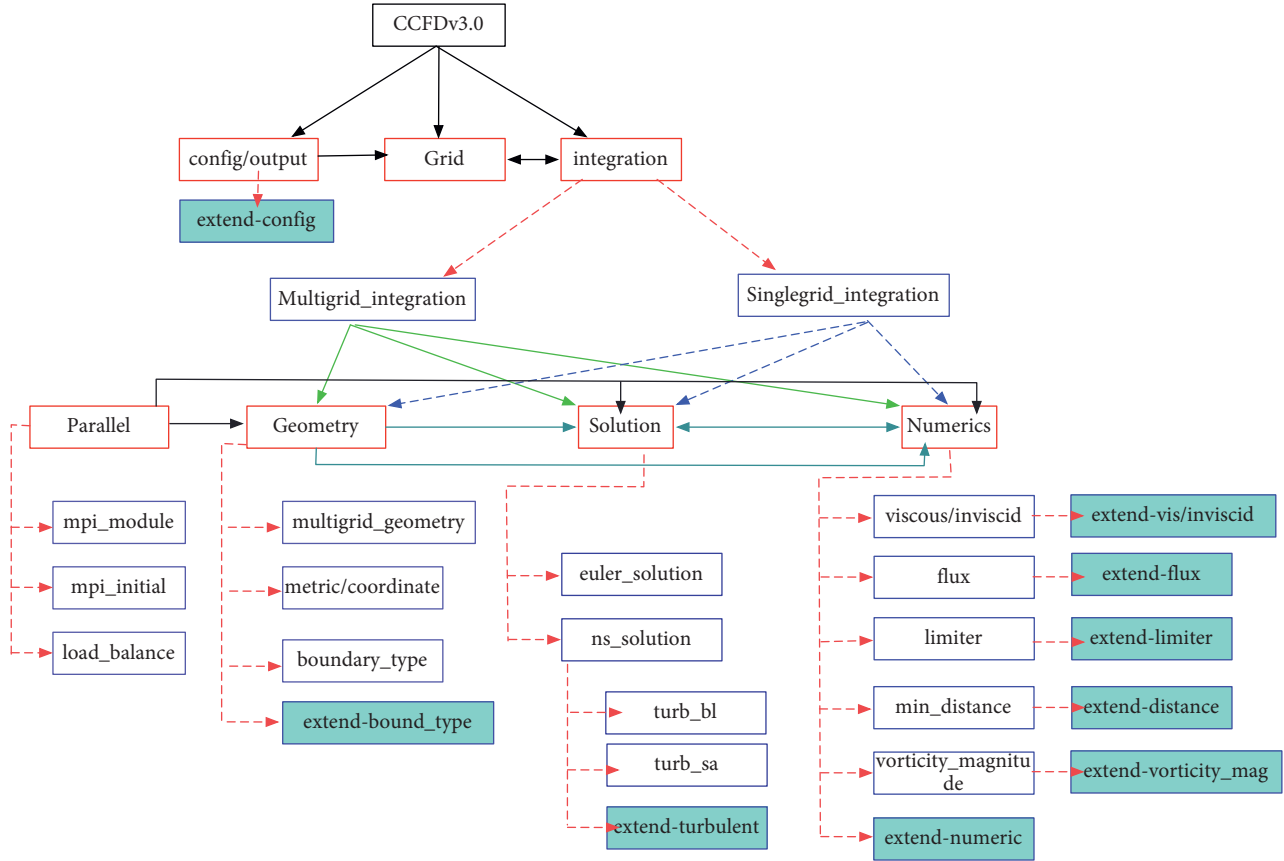 CCFDv3.0
config/output
Grid
integration
extend-config
Multigrid_integration
Singlegrid_integration
Parallel
Geometry
Solution
Numerics
mpi_module
mpi_initial
load_balance
multigrid_geometry
metric/coordinate
boundary_type
extend-bound_type
euler_solution
ns_solution
turb_bl
turb_sa
extend-turbulent
viscous/inviscid
extend-vis/inviscid
flux
extend-flux
limiter
extend-limiter
min_distance
extend-distance
vorticity_magnitu
de
extend-vorticity_mag
extend-numeric